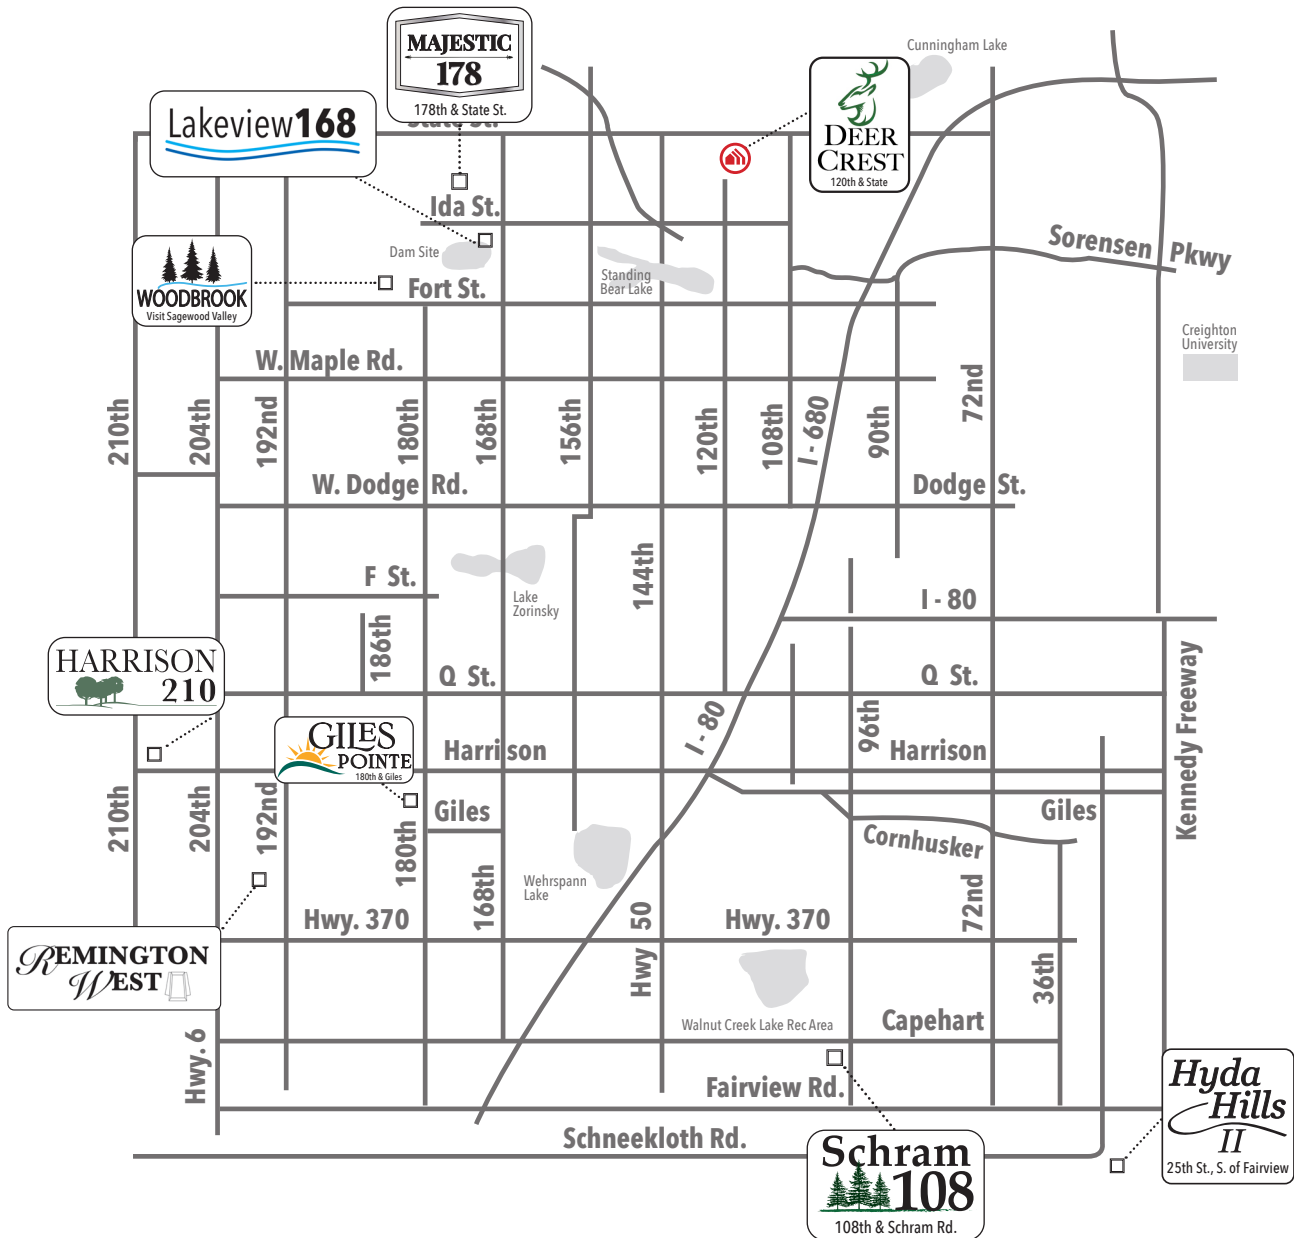 MAJESTIC
178
178th & State St.
State St.
Cunningham Lake
DEER
CREST
120th & State
Lakeview168
Ida St.
Dam Site
Sorensen Pkwy
Standing
Bear Lake
WOODBROOK
Visit Sagewood Valley
Fort St.
Creighton
University
W. Maple Rd.
210th
204th
192nd
180th
168th
156th
120th
108th
I - 680
90th
72nd
W. Dodge Rd.
Dodge St.
F St.
Lake
Zorinsky
144th
I - 80
186th
Q St.
Q St.
HARRISON
210
GILES
POINTE
180th & Giles
Harrison
I - 80
96th
Harrison
Kennedy Freeway
210th
204th
192nd
180th
Giles
168th
Giles
Cornhusker
Wehrspann
Lake
72nd
Hwy. 370
Hwy 50
Hwy. 370
36th
REMINGTON
WEST
Walnut Creek Lake Rec Area
Capehart
Hwy. 6
Fairview Rd.
Schneekloth Rd.
Hyda
Hills
II
25th St., S. of Fairview
Schram
108
108th & Schram Rd.